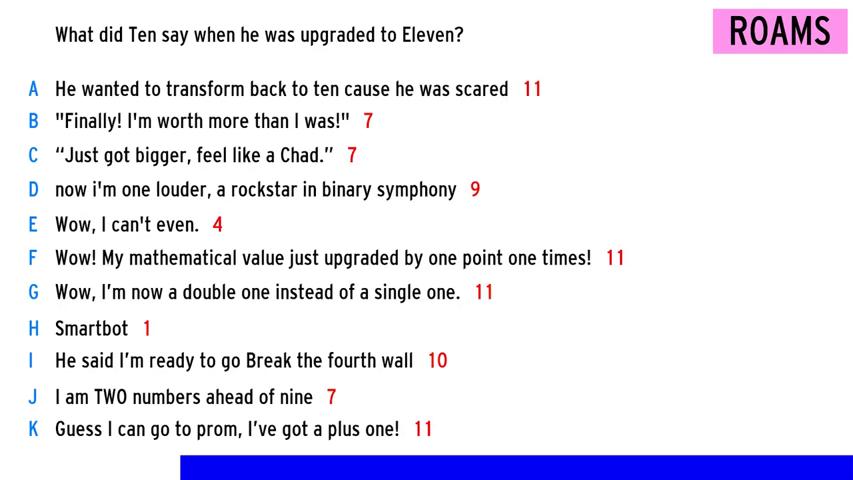 What did Ten say when he was upgraded to Eleven?
ROAMS
A He wanted to transform back to ten cause he was scared 11
B "Finally! I'm worth more than I was!" 7
C “Just got bigger, feel like a Chad.” 7
D now i'm one louder, a rockstar in binary symphony 9
E Wow, I can't even. 4
F Wow! My mathematical value just upgraded by one point one times! 11
G Wow, I’m now a double one instead of a single one. 11
H Smartbot 1
I He said I’m ready to go Break the fourth wall 10
J I am TWO numbers ahead of nine 7
K Guess I can go to prom, I’ve got a plus one! 11